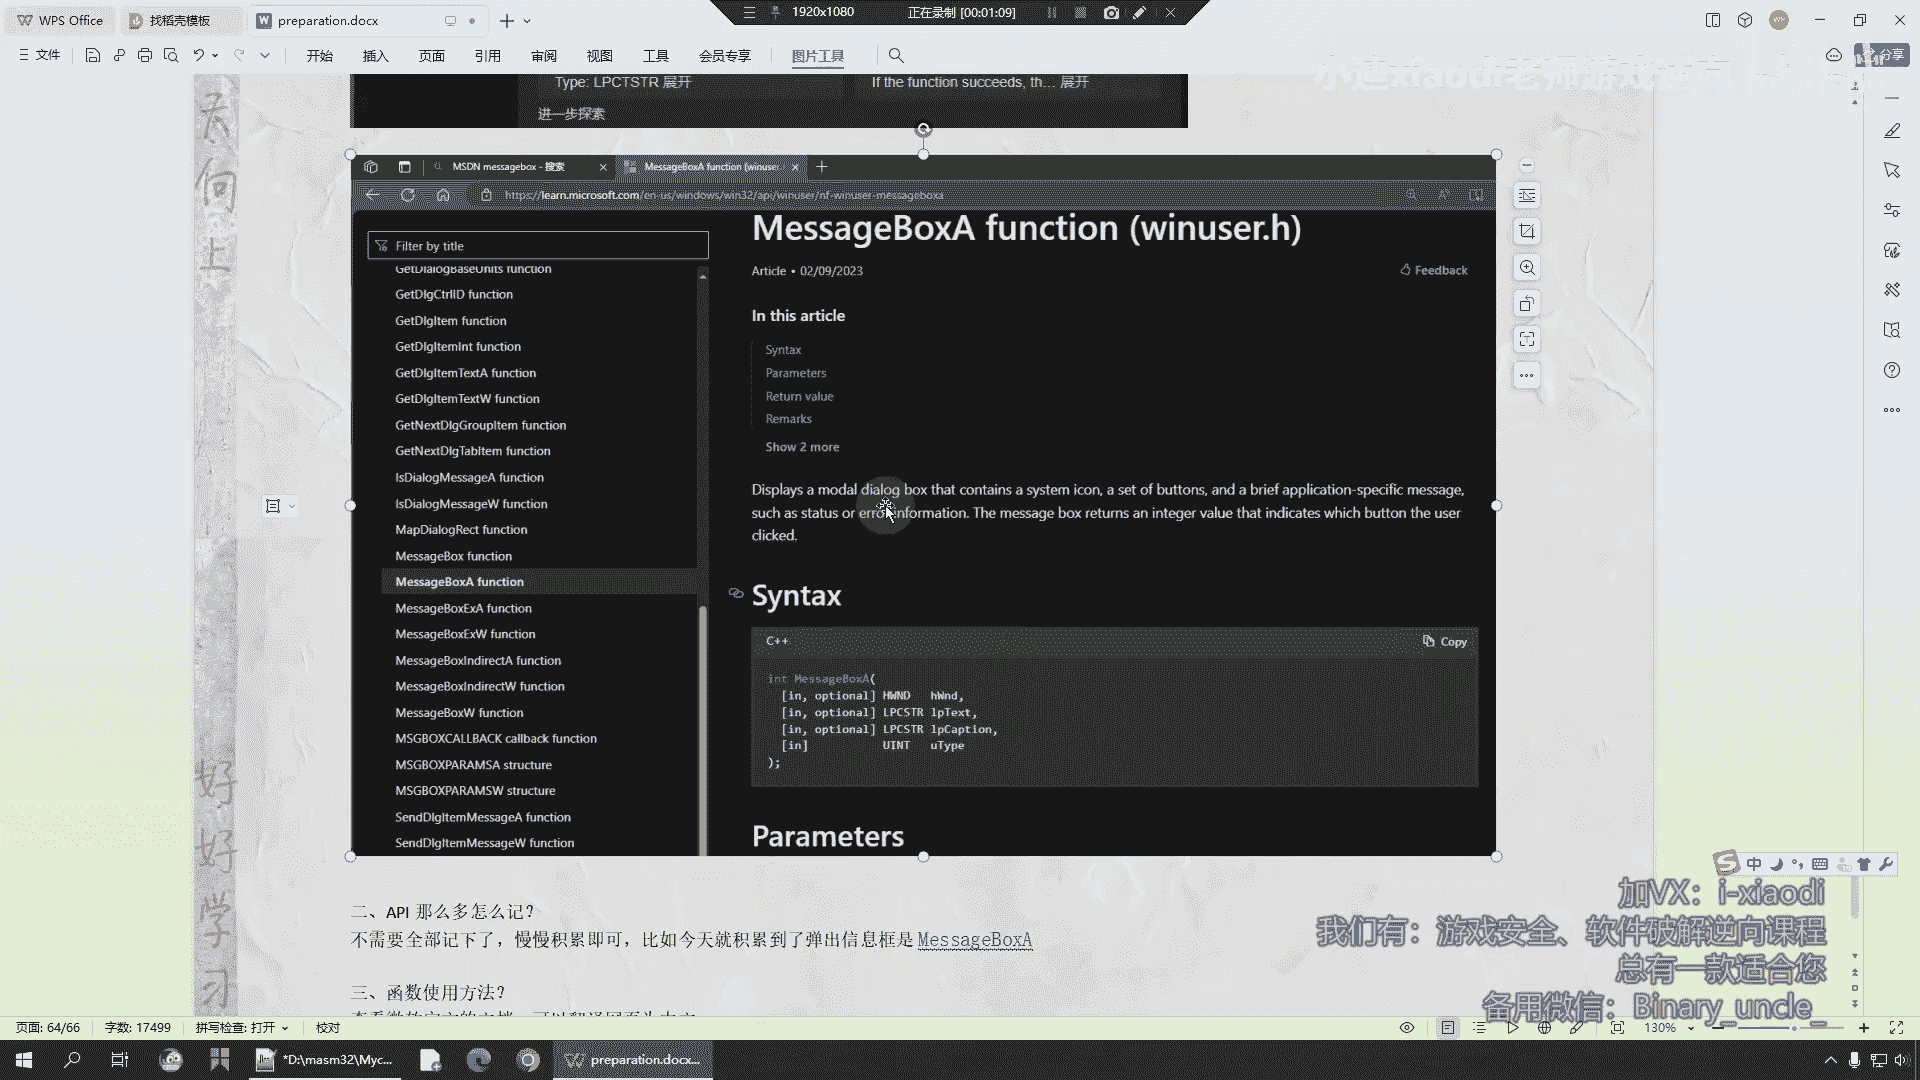 WPS Office
找稻壳模板
preparation.docx
1920x1080
正在录制 [00:01:09]
文件
开始
插入
页面
引用
审阅
视图
工具
会员专享
图片工具
分享
Type: LPCTSTR 展开
If the function succeeds, th... 展开
进一步探索
MSDN messagebox - 搜索
MessageBoxA function (winuser.
https://learn.microsoft.com/en-us/windows/win32/api/winuser/nf-winuser-messageboxa
Filter by title
GetDialogBaseUnits function
GetDlgCtrlID function
GetDlgItem function
GetDlgItemInt function
GetDlgItemTextA function
GetDlgItemTextW function
GetNextDlgGroupItem function
GetNextDlgTabItem function
IsDialogMessageA function
IsDialogMessageW function
MapDialogRect function
MessageBox function
MessageBoxA function
MessageBoxExA function
MessageBoxExW function
MessageBoxIndirectA function
MessageBoxIndirectW function
MessageBoxW function
MSGBOXCALLBACK callback function
MSGBOXPARAMSA structure
MSGBOXPARAMSW structure
SendDlgItemMessageA function
SendDlgItemMessageW function
MessageBoxA function (winuser.h)
Article • 02/09/2023
Feedback
In this article
Syntax
Parameters
Return value
Remarks
Show 2 more
Displays a modal dialog box that contains a system icon, a set of buttons, and a brief application-specific message,
such as status or error information. The message box returns an integer value that indicates which button the user
clicked.
Syntax
C++
Copy
int MessageBoxA(
[in, optional] HWND hWnd,
[in, optional] LPCSTR lpText,
[in, optional] LPCSTR lpCaption,
[in] UINT uType
);
Parameters
二、API 那么多怎么记？
不需要全部记下了，慢慢积累即可，比如今天就积累到了弹出信息框是 MessageBoxA
三、函数使用方法？
好好学习
中
加VX：i-xiaodi
我们有：游戏安全、软件破解逆向课程
总有一款适合您
备用微信：Binary_uncle_
页面: 64/66
字数: 17499
拼写检查: 打开
校对
130%
*D:\masm32\Myc...
preparation.docx...